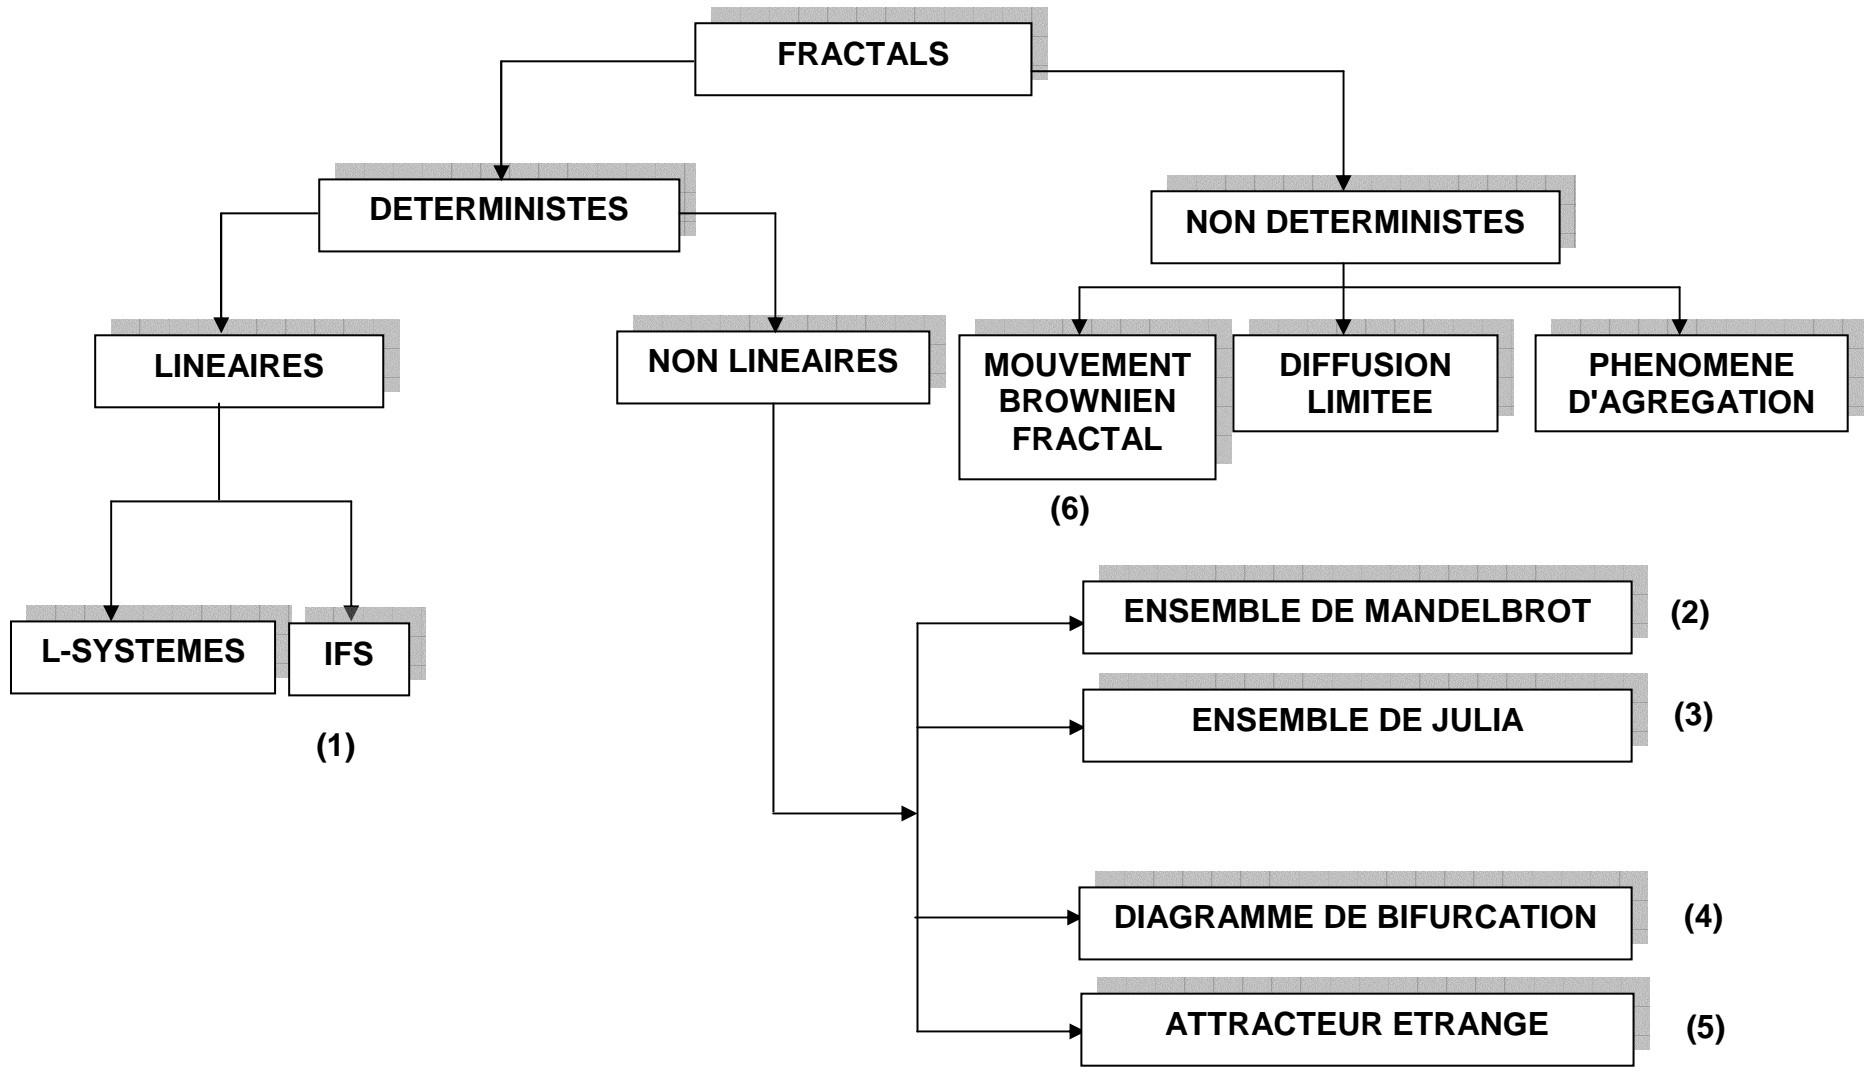 FRACTALS
DETERMINISTES
NON DETERMINISTES
LINEAIRES
NON LINEAIRES
MOUVEMENT
BROWNIEN
FRACTAL
DIFFUSION
LIMITEE
PHENOMENE
D'AGREGATION
(6)
L-SYSTEMES
IFS
(1)
ENSEMBLE DE MANDELBROT
(2)
ENSEMBLE DE JULIA
(3)
DIAGRAMME DE BIFURCATION
(4)
ATTRACTEUR ETRANGE
(5)